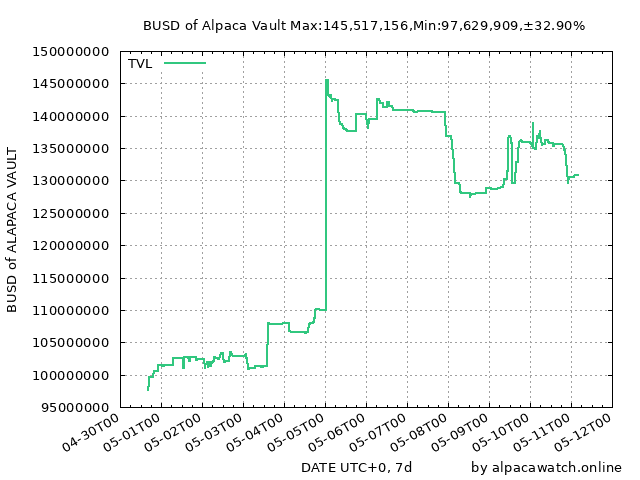 BUSD of Alpaca Vault Max:145,517,156,Min:97,629,909,±32.90%
TVL
150000000
145000000
140000000
135000000
130000000
125000000
120000000
115000000
110000000
105000000
100000000
95000000
BUSD of ALAPACA VAULT
04-30T00
05-01T00
05-02T00
05-03T00
05-04T00
05-05T00
05-06T00
05-07T00
05-08T00
05-09T00
05-10T00
05-11T00
05-12T00
DATE UTC+0, 7d
by alpacawatch.online